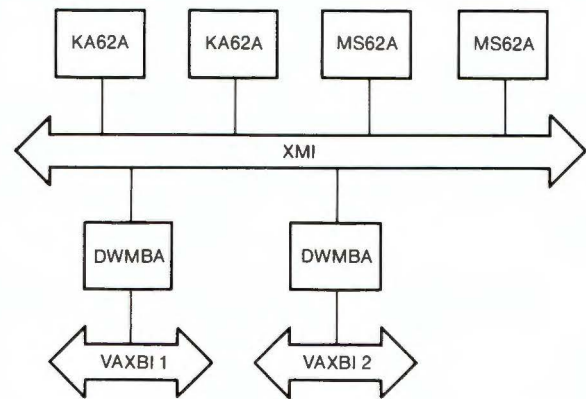 KA62A
KA62A
MS62A
MS62A
XMI
DWMBA
DWMBA
VAXBI 1
VAXBI 2